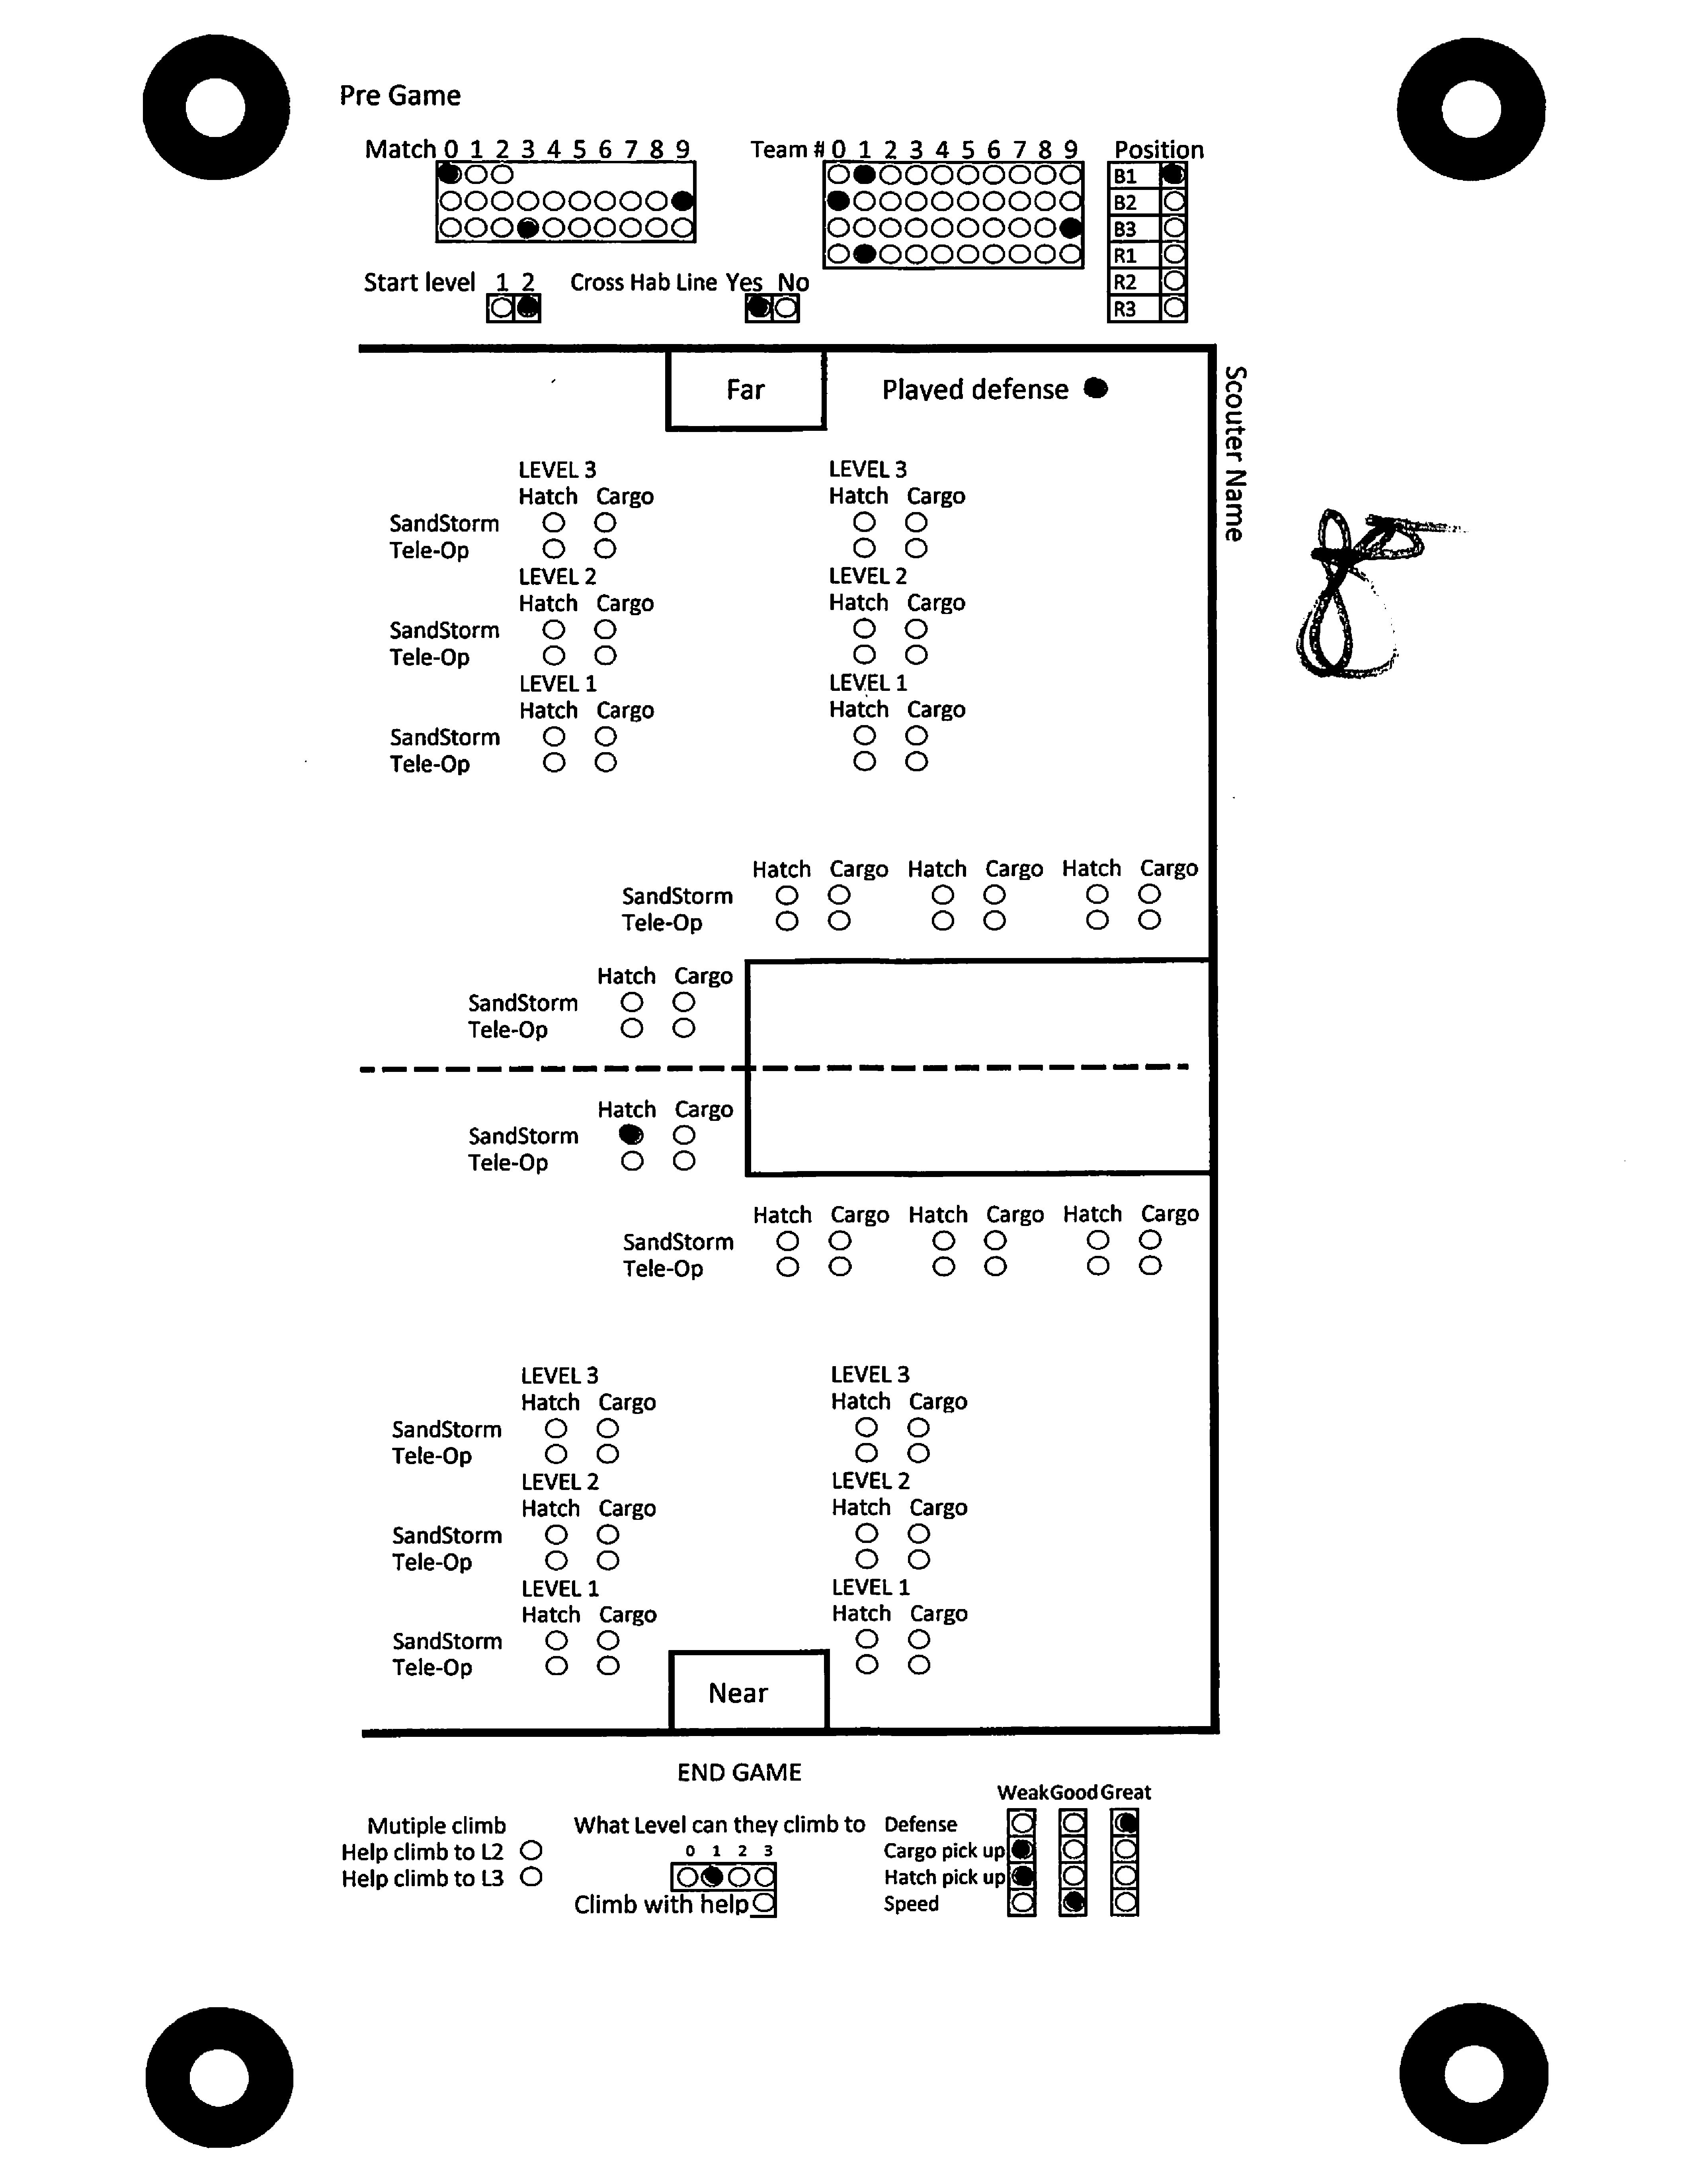 Pre Game
Match 0 1 2 3 4 5 6 7 8 9
Team # 0 1 2 3 4 5 6 7 8 9
Position
B1
B2
B3
R1
R2
R3
Start level 1 2
Cross Hab Line Yes No
Far
Played defense
Scouter Name
LEVEL 3 LEVEL 3
Hatch Cargo Hatch Cargo
SandStorm
Tele-Op
LEVEL 2 LEVEL 2
Hatch Cargo Hatch Cargo
SandStorm
Tele-Op
LEVEL 1 LEVEL 1
Hatch Cargo Hatch Cargo
SandStorm
Tele-Op
Hatch Cargo Hatch Cargo Hatch Cargo
SandStorm
Tele-Op
Hatch Cargo
SandStorm
Tele-Op
Hatch Cargo
SandStorm
Tele-Op
Hatch Cargo Hatch Cargo Hatch Cargo
SandStorm
Tele-Op
LEVEL 3 LEVEL 3
Hatch Cargo Hatch Cargo
SandStorm
Tele-Op
LEVEL 2 LEVEL 2
Hatch Cargo Hatch Cargo
SandStorm
Tele-Op
LEVEL 1 LEVEL 1
Hatch Cargo Hatch Cargo
SandStorm
Tele-Op
Near
END GAME
Mutiple climb
Help climb to L2
Help climb to L3
What Level can they climb to
0 1 2 3
Climb with help
Weak Good Great
Defense
Cargo pick up
Hatch pick up
Speed